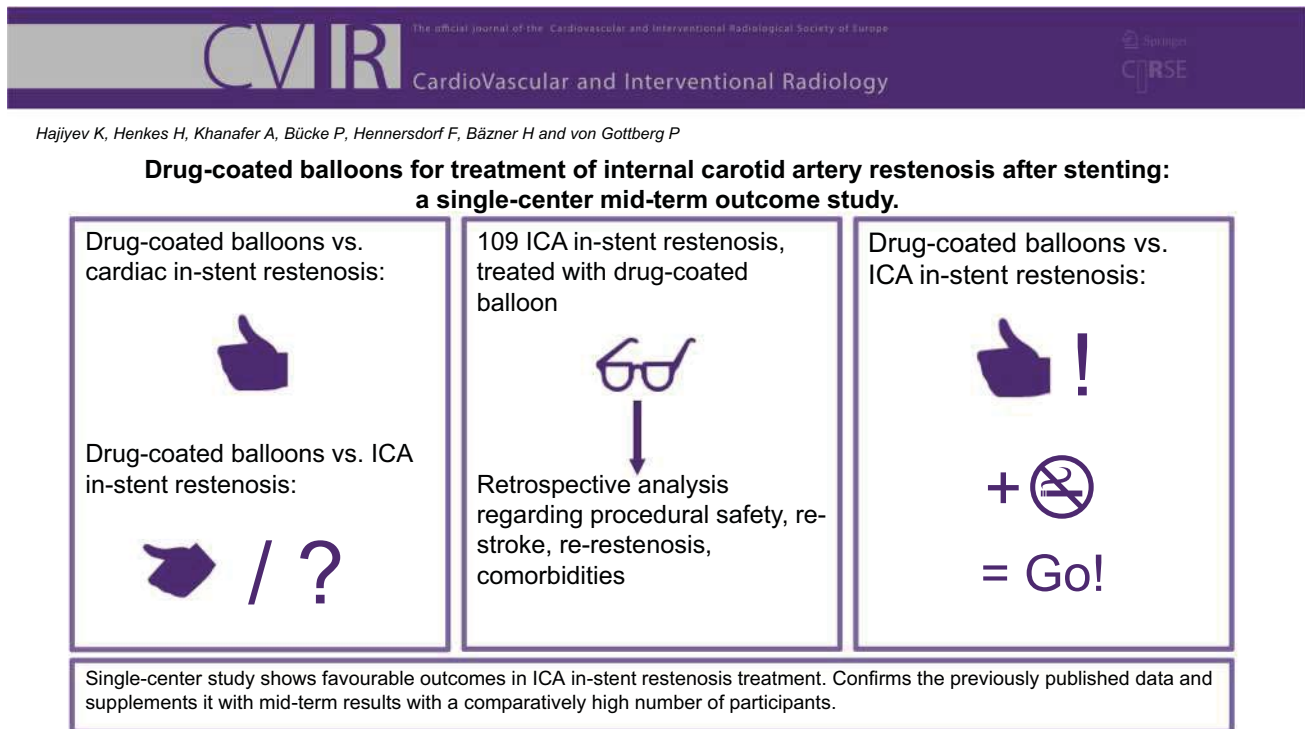 CVIR
The official journal of the Cardiovascular and Interventional Radiological Society of Europe
CardioVascular and Interventional Radiology
Springer
CIRSE
Hajiyev K, Henkes H, Khanafer A, Bücke P, Hennersdorf F, Bäzner H and von Gottberg P
Drug-coated balloons for treatment of internal carotid artery restenosis after stenting:
a single-center mid-term outcome study.
Drug-coated balloons vs.
cardiac in-stent restenosis:
Drug-coated balloons vs. ICA
in-stent restenosis:
/ ?
109 ICA in-stent restenosis,
treated with drug-coated
balloon
Retrospective analysis
regarding procedural safety, re-
stroke, re-restenosis,
comorbidities
Drug-coated balloons vs.
ICA in-stent restenosis:
!
+
= Go!
Single-center study shows favourable outcomes in ICA in-stent restenosis treatment. Confirms the previously published data and
supplements it with mid-term results with a comparatively high number of participants.